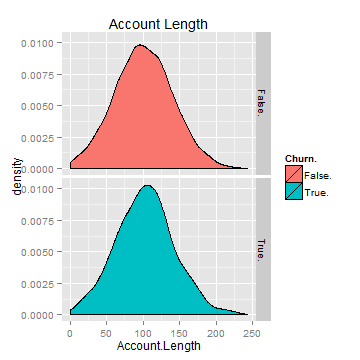 Account Length
0.0100
0.0075
0.0050
0.0025
0.0000
False.
density
0.0100
0.0075
0.0050
0.0025
0.0000
True.
0 50 100 150 200 250
Account.Length
Churn.
False.
True.